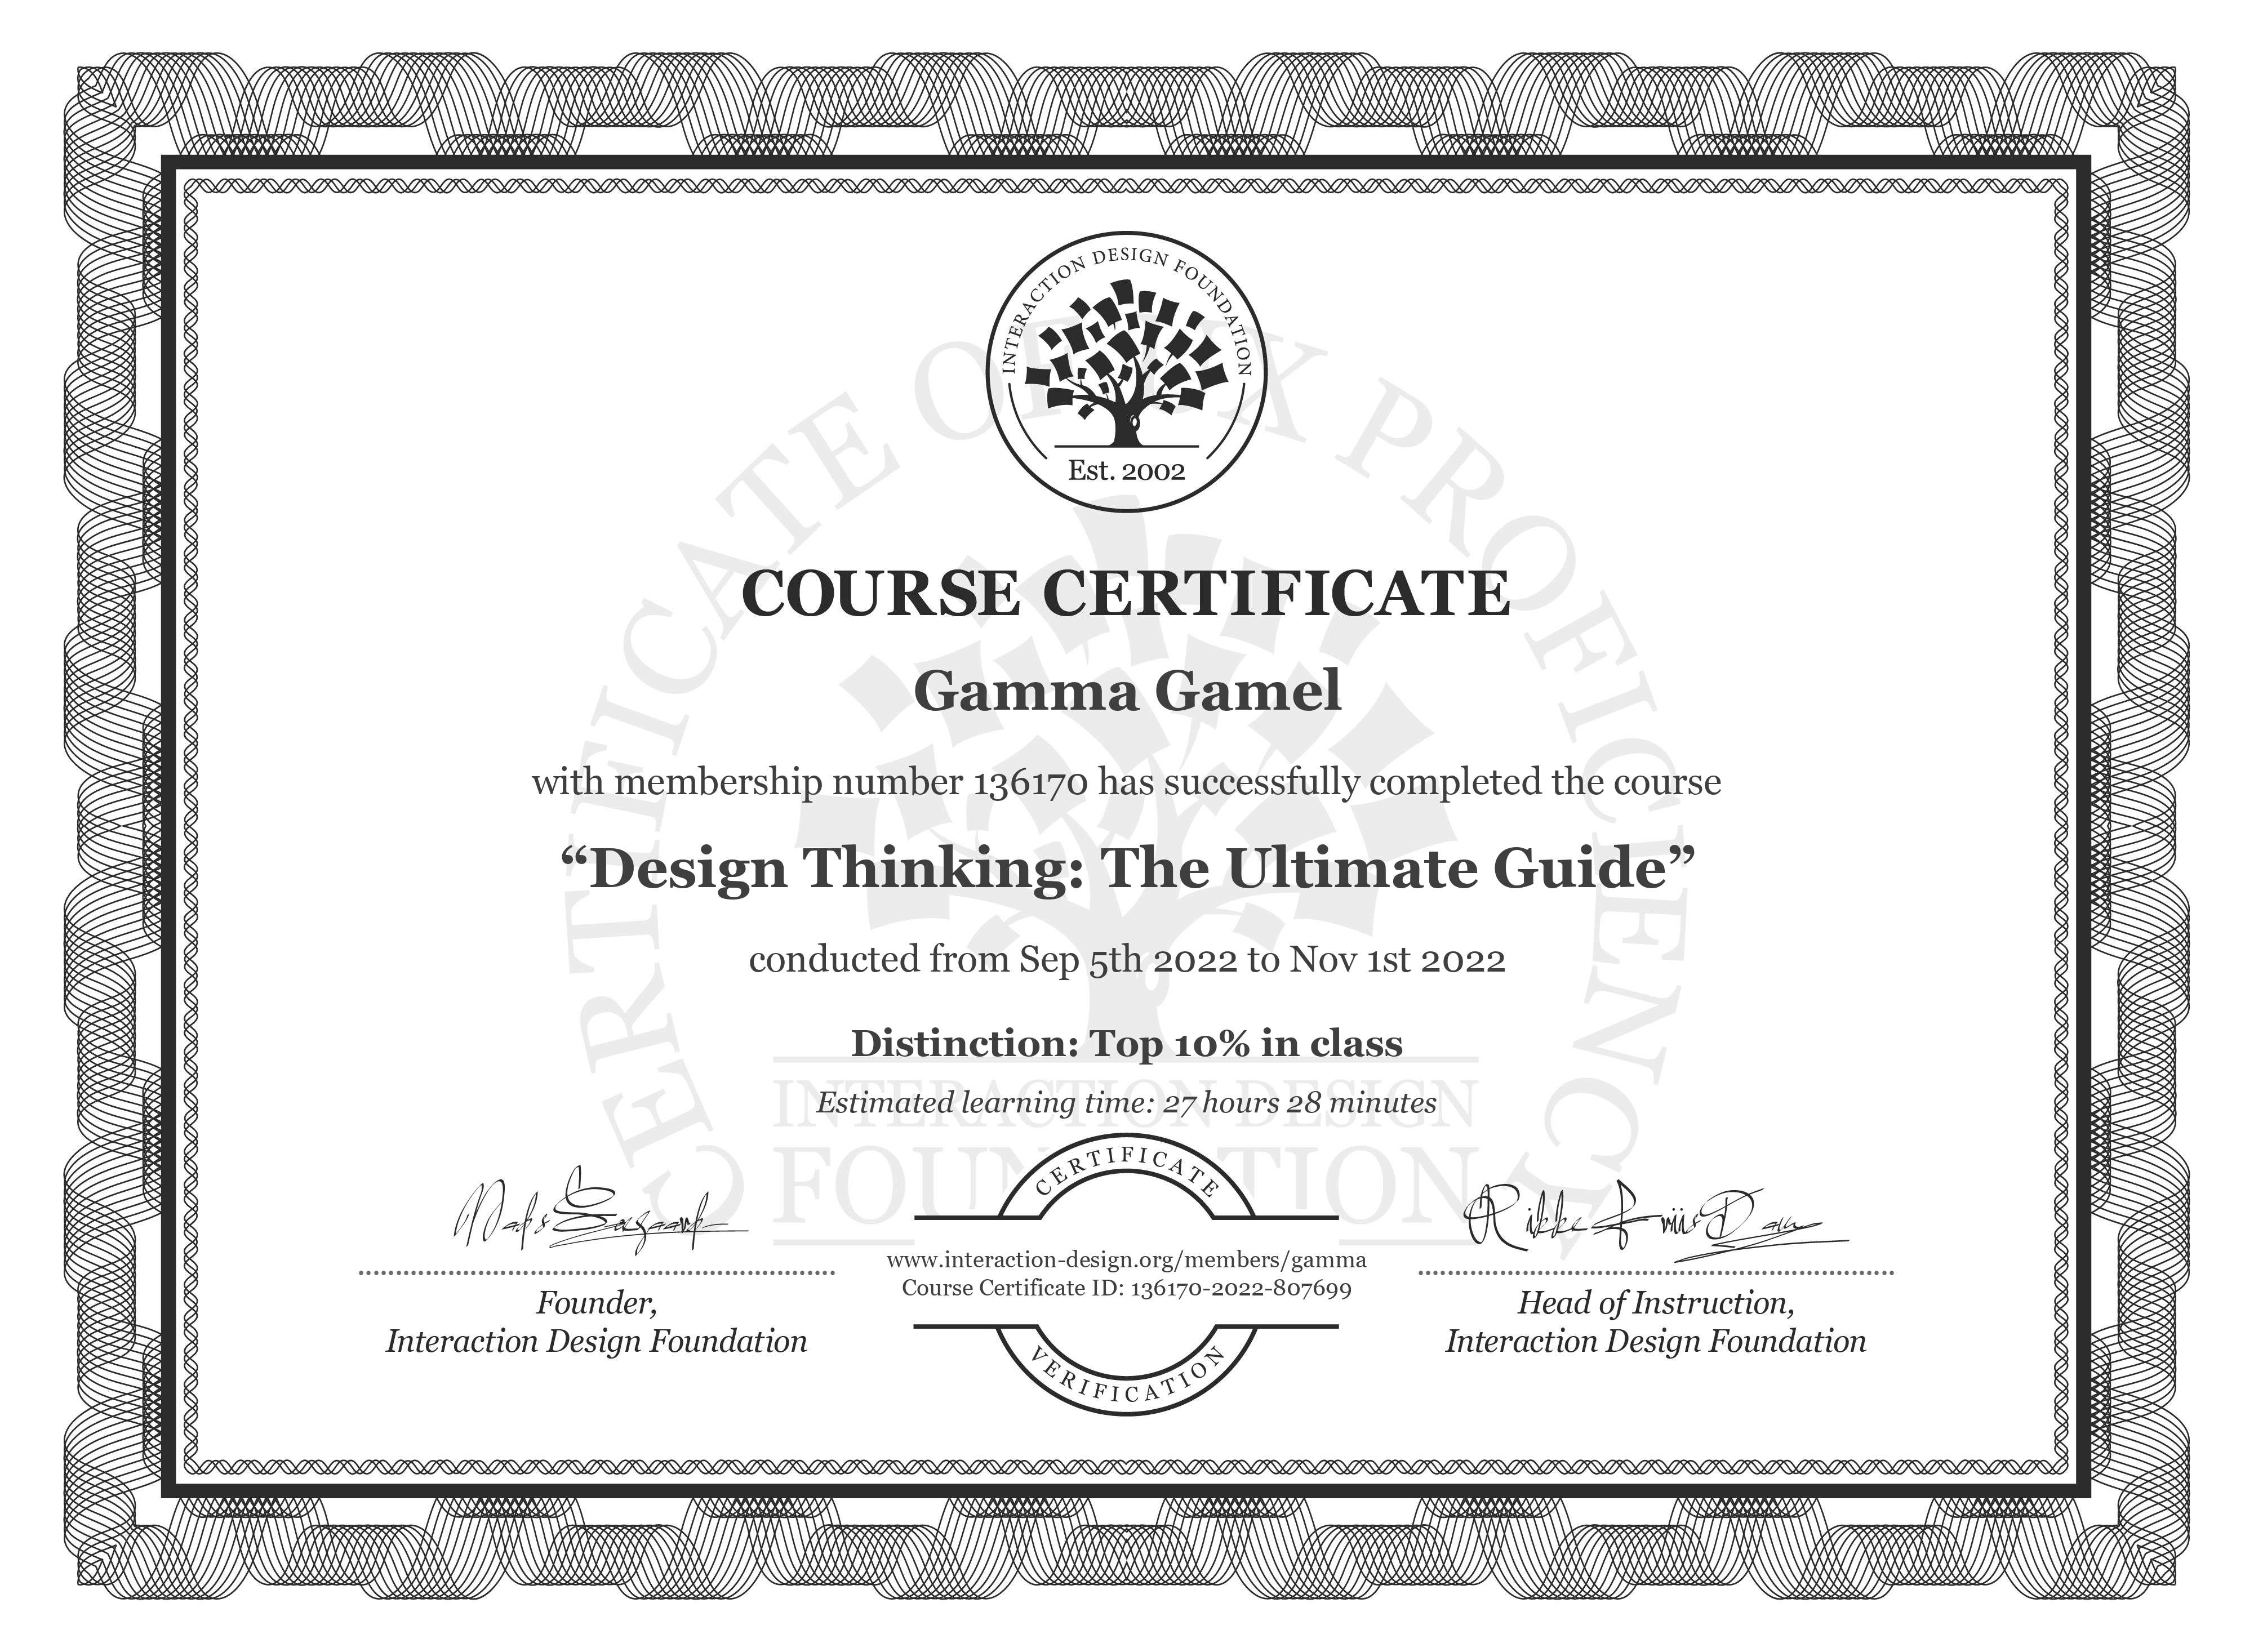 INTERACTION DESIGN FOUNDATION
Est. 2002
CERTIFICATE OF UX PROFICIENCY
COURSE CERTIFICATE
Gamma Gamel
with membership number 136170 has successfully completed the course
“Design Thinking: The Ultimate Guide”
conducted from Sep 5th 2022 to Nov 1st 2022
Distinction: Top 10% in class
INTERACTION DESIGN
FOUNDATION
Estimated learning time: 27 hours 28 minutes
CERTIFICATE
www.interaction-design.org/members/gamma
Course Certificate ID: 136170-2022-807699
VERIFICATION
Founder,
Interaction Design Foundation
Rikke Friis Dam
Head of Instruction,
Interaction Design Foundation